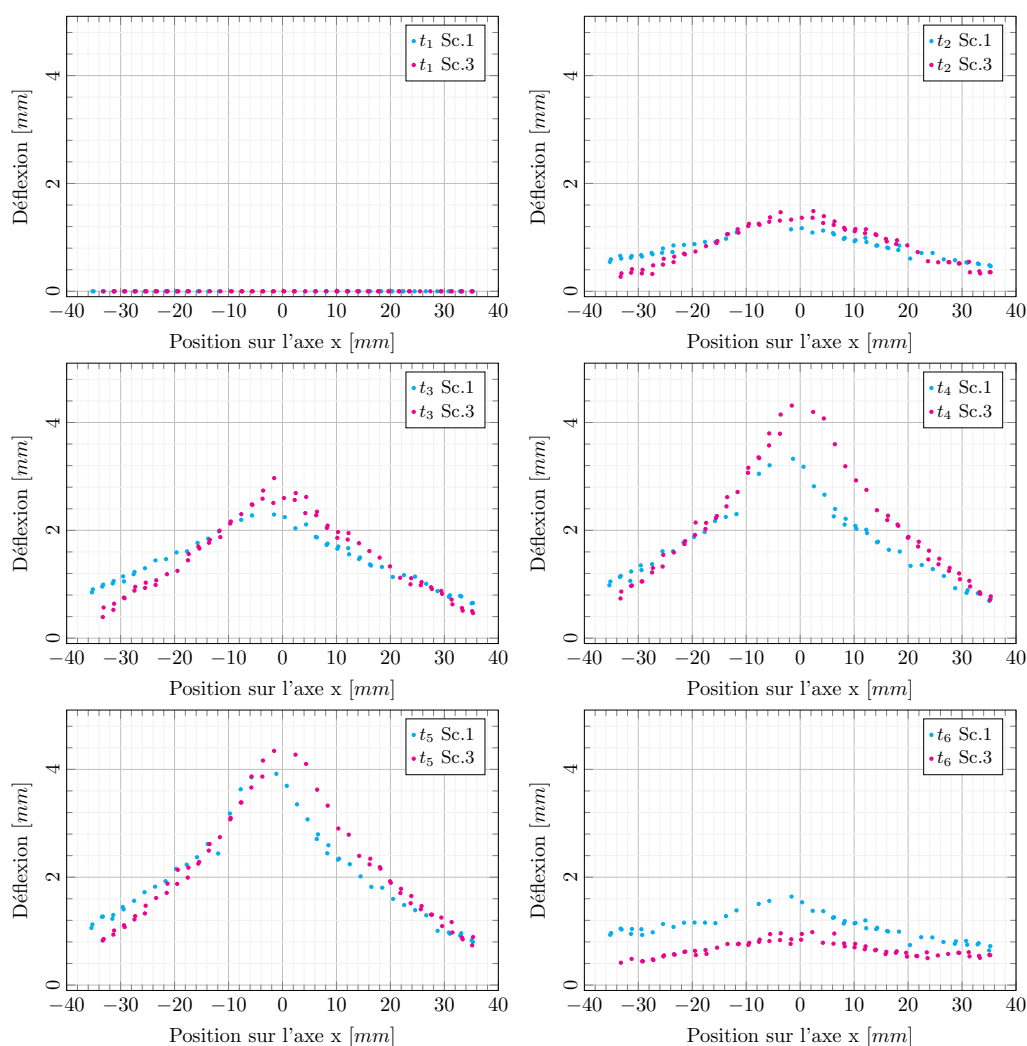 t₁ Sc.1
t₁ Sc.3
4
2
0
Déflexion [mm]
−40 −30 −20 −10 0 10 20 30 40
Position sur l'axe x [mm]
t₂ Sc.1
t₂ Sc.3
4
2
0
Déflexion [mm]
−40 −30 −20 −10 0 10 20 30 40
Position sur l'axe x [mm]
t₃ Sc.1
t₃ Sc.3
4
2
0
Déflexion [mm]
−40 −30 −20 −10 0 10 20 30 40
Position sur l'axe x [mm]
t₄ Sc.1
t₄ Sc.3
4
2
0
Déflexion [mm]
−40 −30 −20 −10 0 10 20 30 40
Position sur l'axe x [mm]
t₅ Sc.1
t₅ Sc.3
4
2
0
Déflexion [mm]
−40 −30 −20 −10 0 10 20 30 40
Position sur l'axe x [mm]
t₆ Sc.1
t₆ Sc.3
4
2
0
Déflexion [mm]
−40 −30 −20 −10 0 10 20 30 40
Position sur l'axe x [mm]